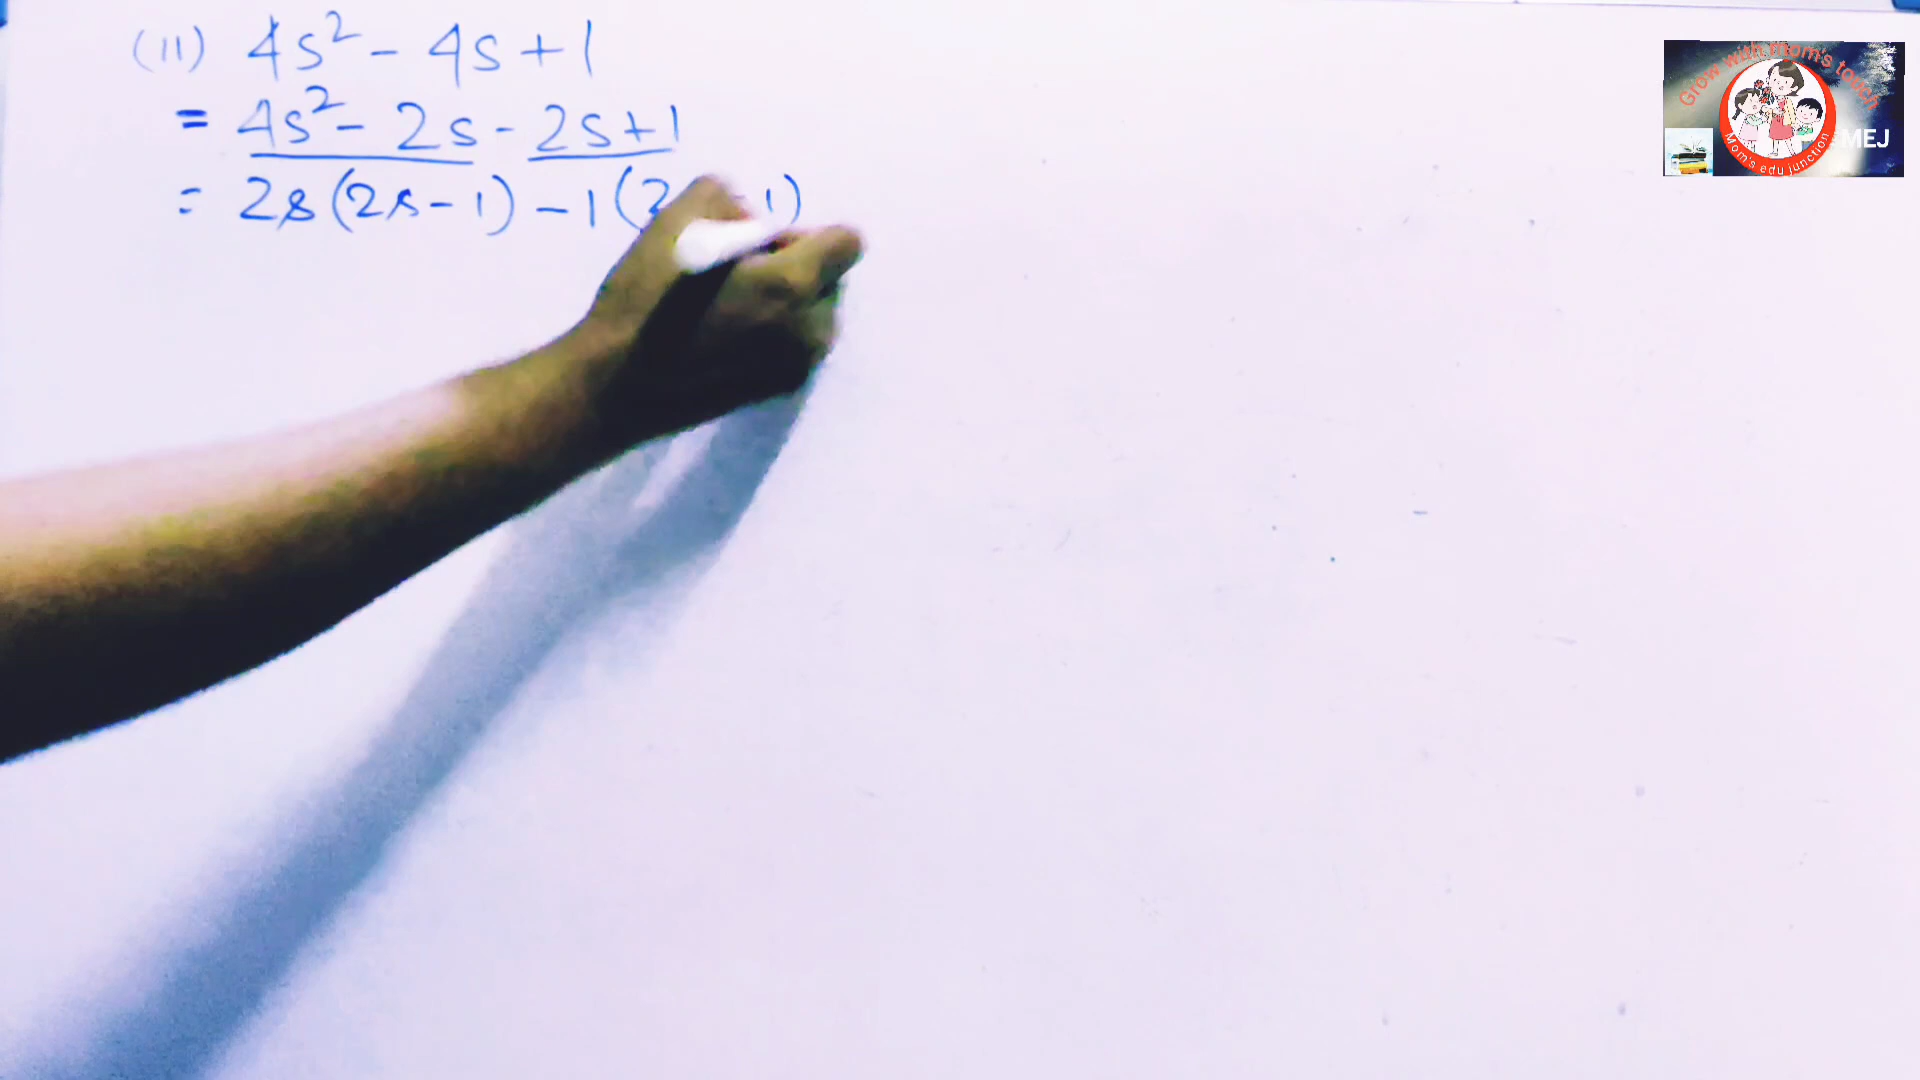 (II) 4s² - 4s + 1
= 4s² - 2s - 2s + 1
= 2s(2s - 1) - 1(2 1)
Grow with mom's touch
MEJ
Mom's edu junction